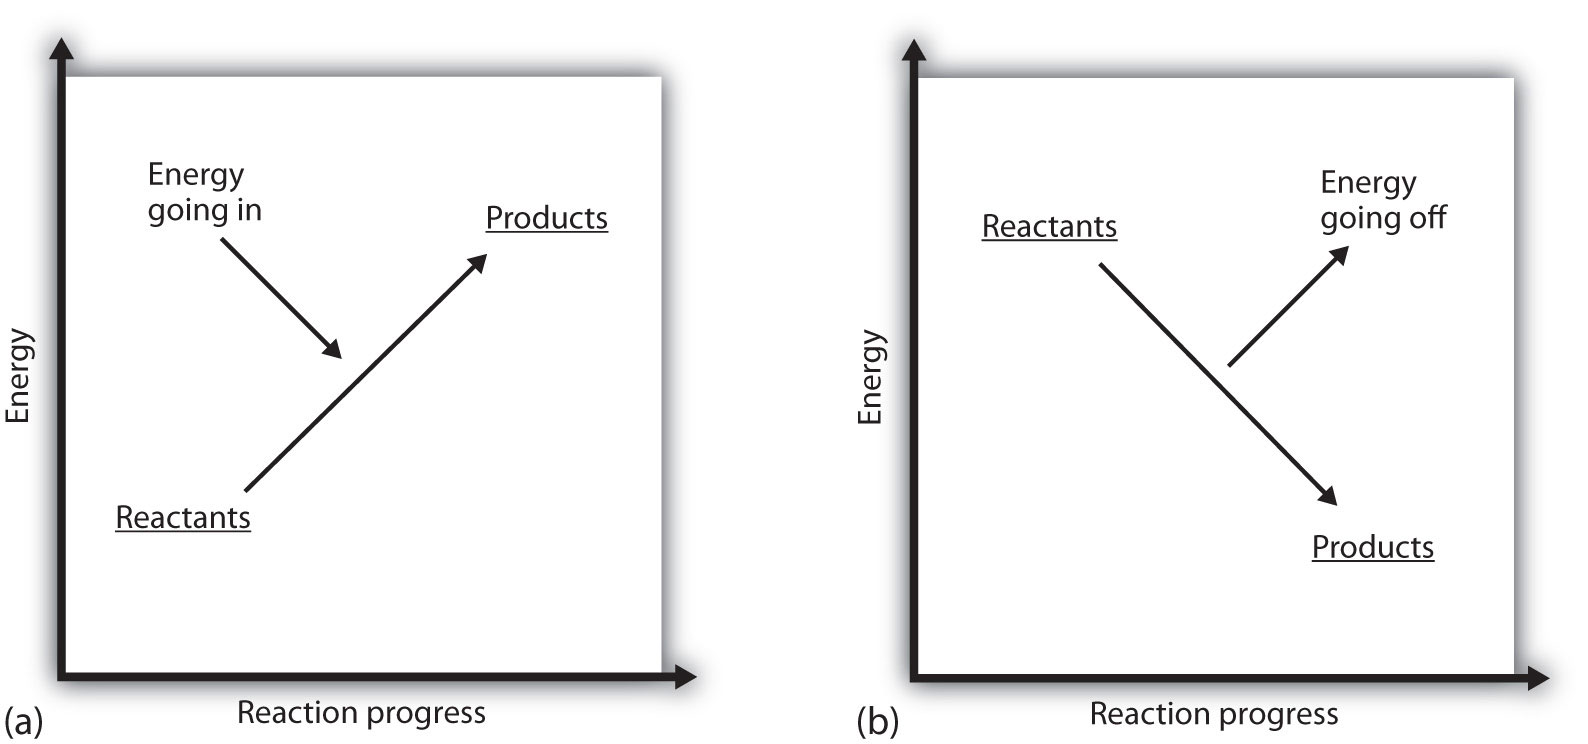 Energy
going in
Products
Energy
Reactants
Reaction progress
(a)
Reactants
Energy
going off
Energy
Products
Reaction progress
(b)